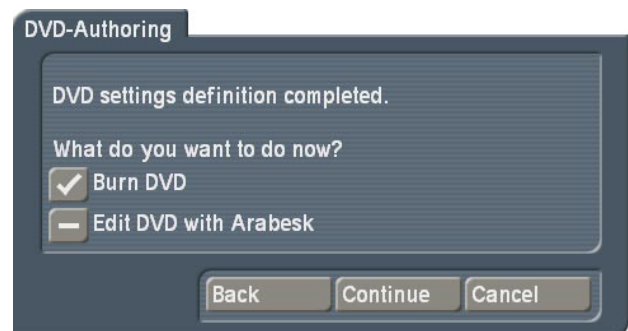 DVD-Authoring
DVD settings definition completed.
What do you want to do now?
Burn DVD
Edit DVD with Arabesk
Back Continue Cancel